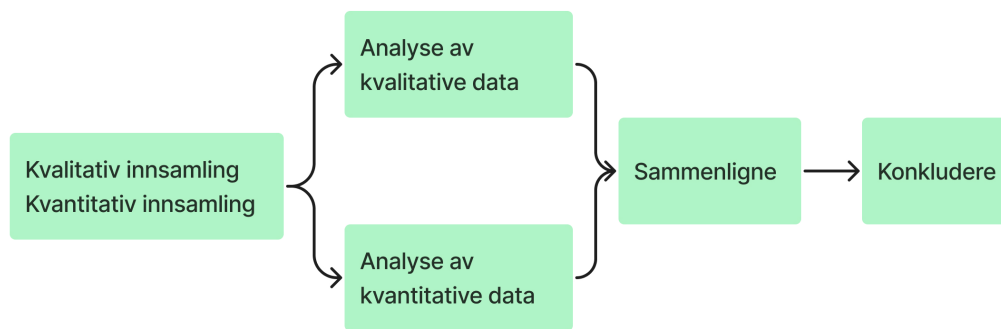 Kvalitativ innsamling
Kvantitativ innsamling
Analyse av
kvalitative data
Analyse av
kvantitative data
Sammenligne
Konkludere